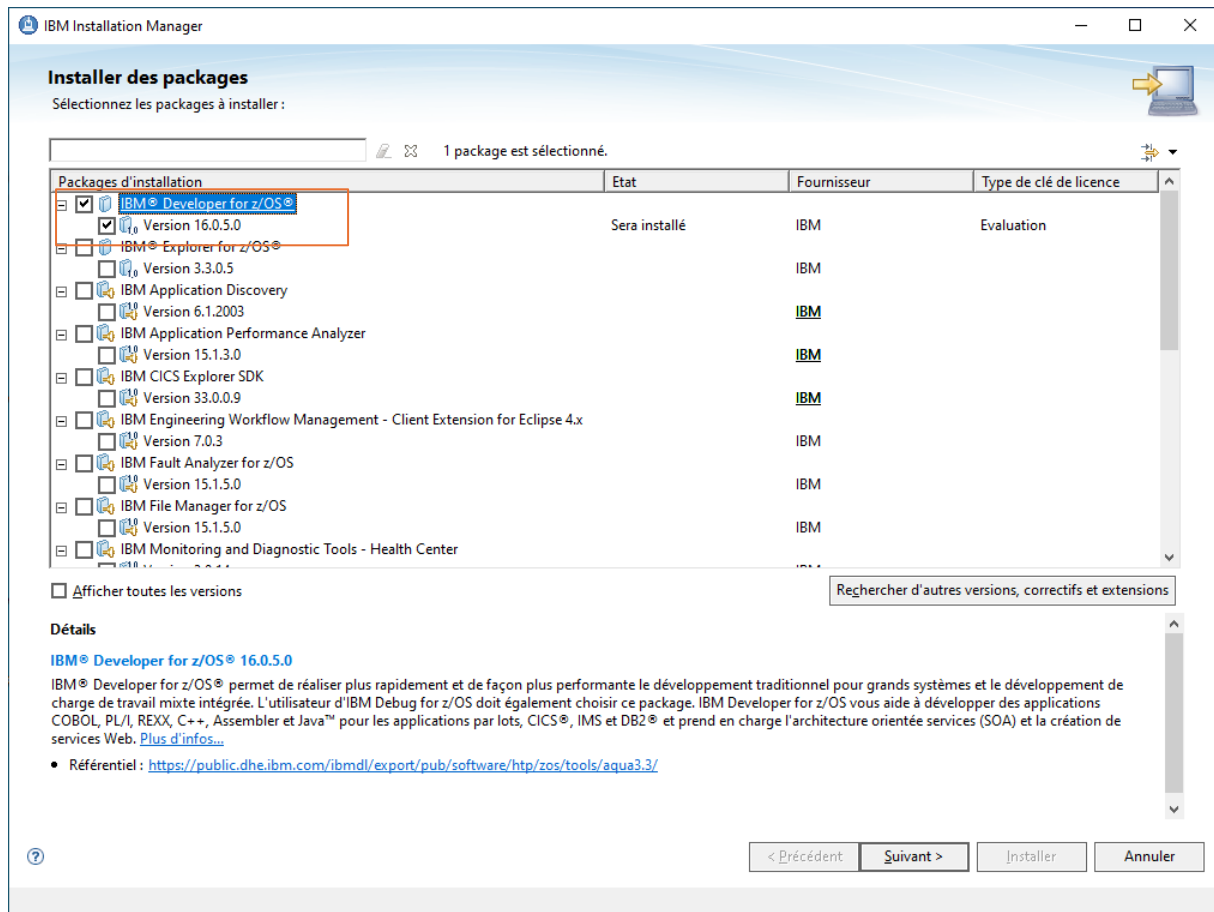 IBM Installation Manager
Installer des packages
Sélectionnez les packages à installer :
1 package est sélectionné.
Packages d'installation Etat Fournisseur Type de clé de licence
IBM® Developer for z/OS®
Version 16.0.5.0 Sera installé IBM Evaluation
IBM® Explorer for z/OS®
Version 3.3.0.5 IBM
IBM Application Discovery
Version 6.1.2003 IBM
IBM Application Performance Analyzer
Version 15.1.3.0 IBM
IBM CICS Explorer SDK
Version 33.0.0.9 IBM
IBM Engineering Workflow Management - Client Extension for Eclipse 4.x
Version 7.0.3 IBM
IBM Fault Analyzer for z/OS
Version 15.1.5.0 IBM
IBM File Manager for z/OS
Version 15.1.5.0 IBM
IBM Monitoring and Diagnostic Tools - Health Center
Afficher toutes les versions Rechercher d'autres versions, correctifs et extensions
Détails
IBM® Developer for z/OS® 16.0.5.0
IBM® Developer for z/OS® permet de réaliser plus rapidement et de façon plus performante le développement traditionnel pour grands systèmes et le développement de
charge de travail mixte intégrée. L'utilisateur d'IBM Debug for z/OS doit également choisir ce package. IBM Developer for z/OS vous aide à développer des applications
COBOL, PL/I, REXX, C++, Assembler et Java™ pour les applications par lots, CICS®, IMS et DB2® et prend en charge l'architecture orientée services (SOA) et la création de
services Web. Plus d'infos...
• Référentiel : https://public.dhe.ibm.com/ibmdl/export/pub/software/htp/zos/tools/aqua3.3/
< Précédent Suivant > Installer Annuler